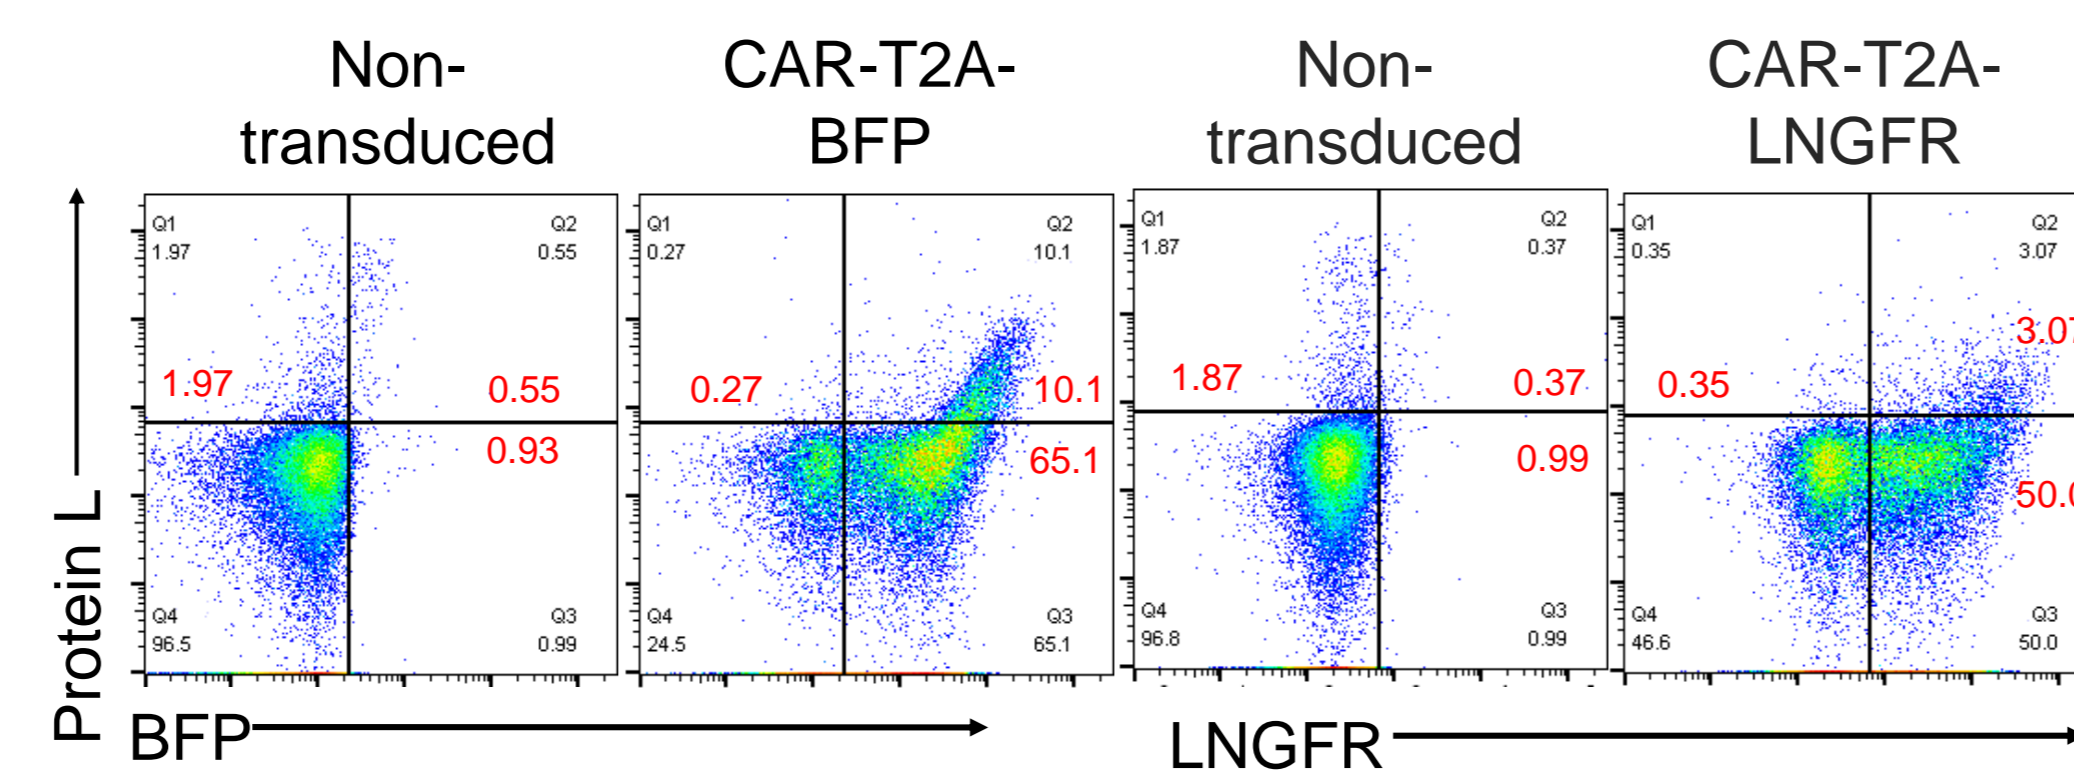 Non-
transduced
CAR-T2A-
BFP
Non-
transduced
CAR-T2A-
LNGFR
Protein L
Q1
1.97
Q2
0.55
1.97
0.55
0.93
Q4
96.5
Q3
0.99
Q1
0.27
Q2
10.1
0.27
10.1
65.1
Q4
24.5
Q3
65.1
Q1
1.87
Q2
0.37
1.87
0.37
0.99
Q4
96.8
Q3
0.99
Q1
0.35
Q2
3.07
3.07
0.35
50.0
Q4
46.6
Q3
50.0
BFP
LNGFR